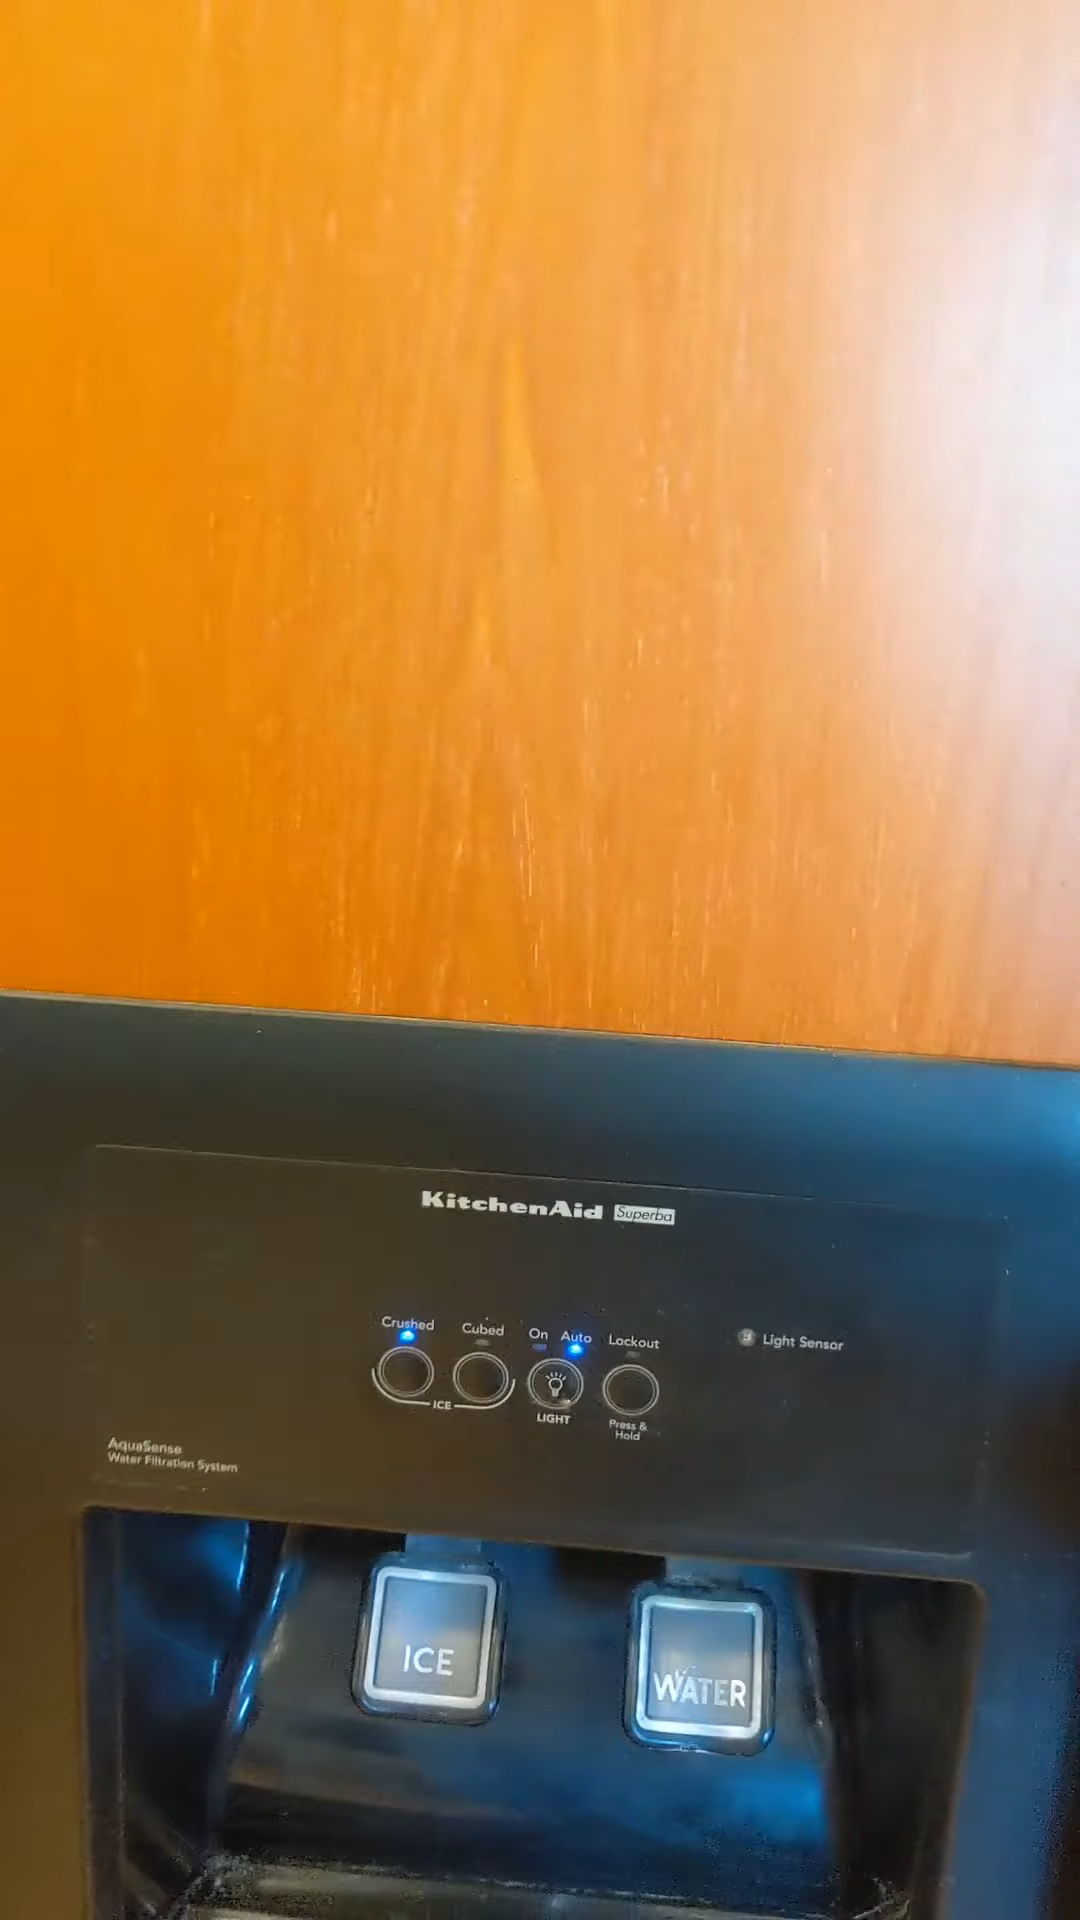 KitchenAid Superba
Crushed Cubed On Auto Lockout
Light Sensor
ICE
LIGHT
Press &
Hold
AquaSense
Water Filtration System
ICE
WATER